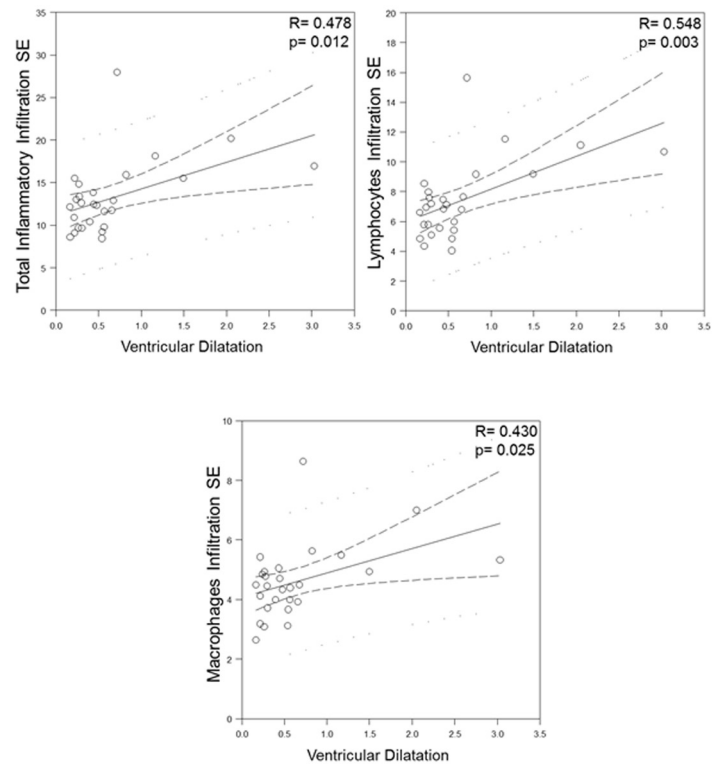 R= 0.478
p= 0.012
35
30
25
20
15
10
5
0
Total Inflammatory Infiltration SE
0.0 0.5 1.0 1.5 2.0 2.5 3.0 3.5
Ventricular Dilatation
R= 0.548
p= 0.003
20
18
16
14
12
10
8
6
4
2
0
Lymphocytes Infiltration SE
0.0 0.5 1.0 1.5 2.0 2.5 3.0 3.5
Ventricular Dilatation
R= 0.430
p= 0.025
10
8
6
4
2
0
Macrophages Infiltration SE
0.0 0.5 1.0 1.5 2.0 2.5 3.0 3.5
Ventricular Dilatation